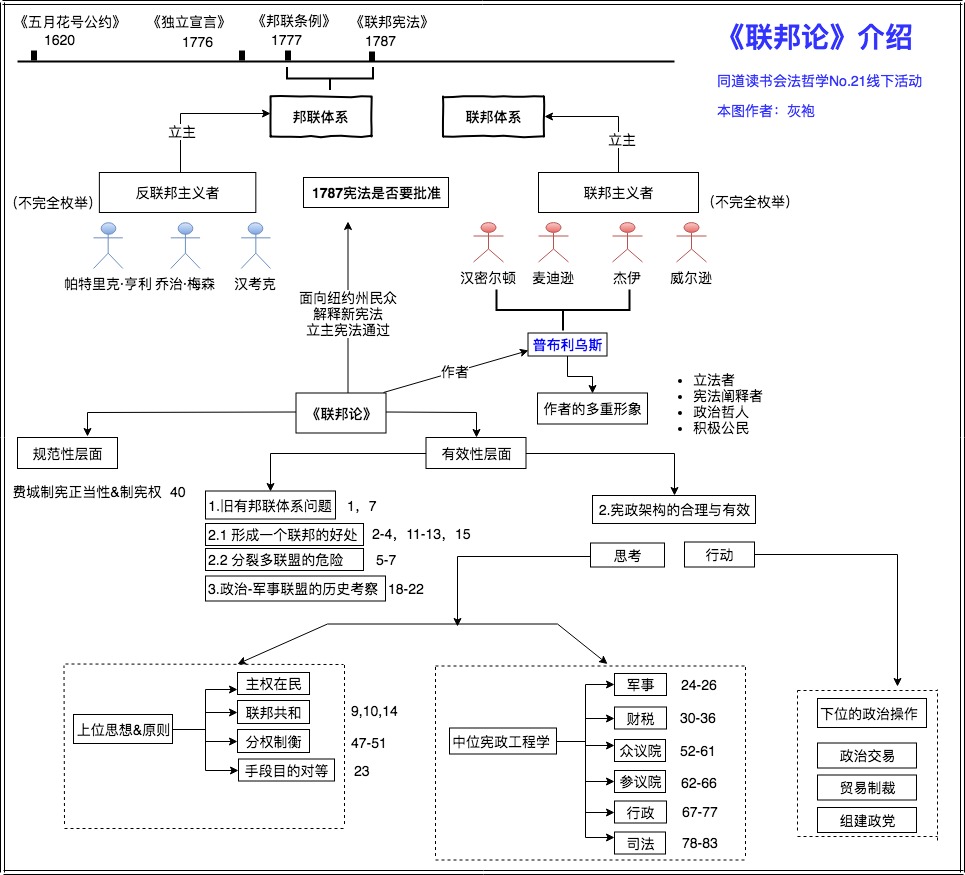 《五月花号公约》
1620
《独立宣言》
1776
《邦联条例》
1777
《联邦宪法》
1787
《联邦论》介绍
同道读书会法哲学No.21线下活动
本图作者：灰袍
邦联体系
联邦体系
立主
立主
反联邦主义者
(不完全枚举)
1787宪法是否要批准
联邦主义者
(不完全枚举)
帕特里克·亨利
乔治·梅森
汉考克
汉密尔顿
麦迪逊
杰伊
威尔逊
面向纽约州民众
解释新宪法
立主宪法通过
普布利乌斯
作者
作者的多重形象
立法者
宪法阐释者
政治哲人
积极公民
《联邦论》
规范性层面
有效性层面
费城制宪正当性&制宪权 40
1.旧有邦联体系问题 1，7
2.1 形成一个联邦的好处 2-4，11-13，15
2.2 分裂多联盟的危险 5-7
3.政治-军事联盟的历史考察 18-22
2.宪政架构的合理与有效
思考
行动
上位思想&原则
主权在民
联邦共和 9,10,14
分权制衡 47-51
手段目的对等 23
中位宪政工程学
军事 24-26
财税 30-36
众议院 52-61
参议院 62-66
行政 67-77
司法 78-83
下位的政治操作
政治交易
贸易制裁
组建政党